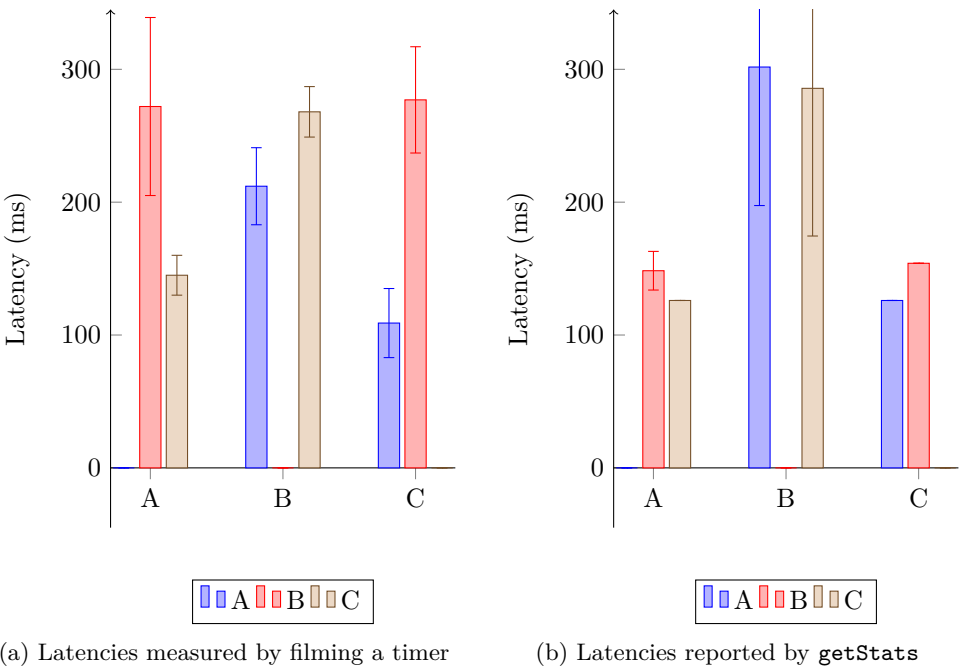 300
200
100
0
Latency (ms)
A B C
A B C
(a) Latencies measured by filming a timer
300
200
100
0
Latency (ms)
A B C
A B C
(b) Latencies reported by getStats